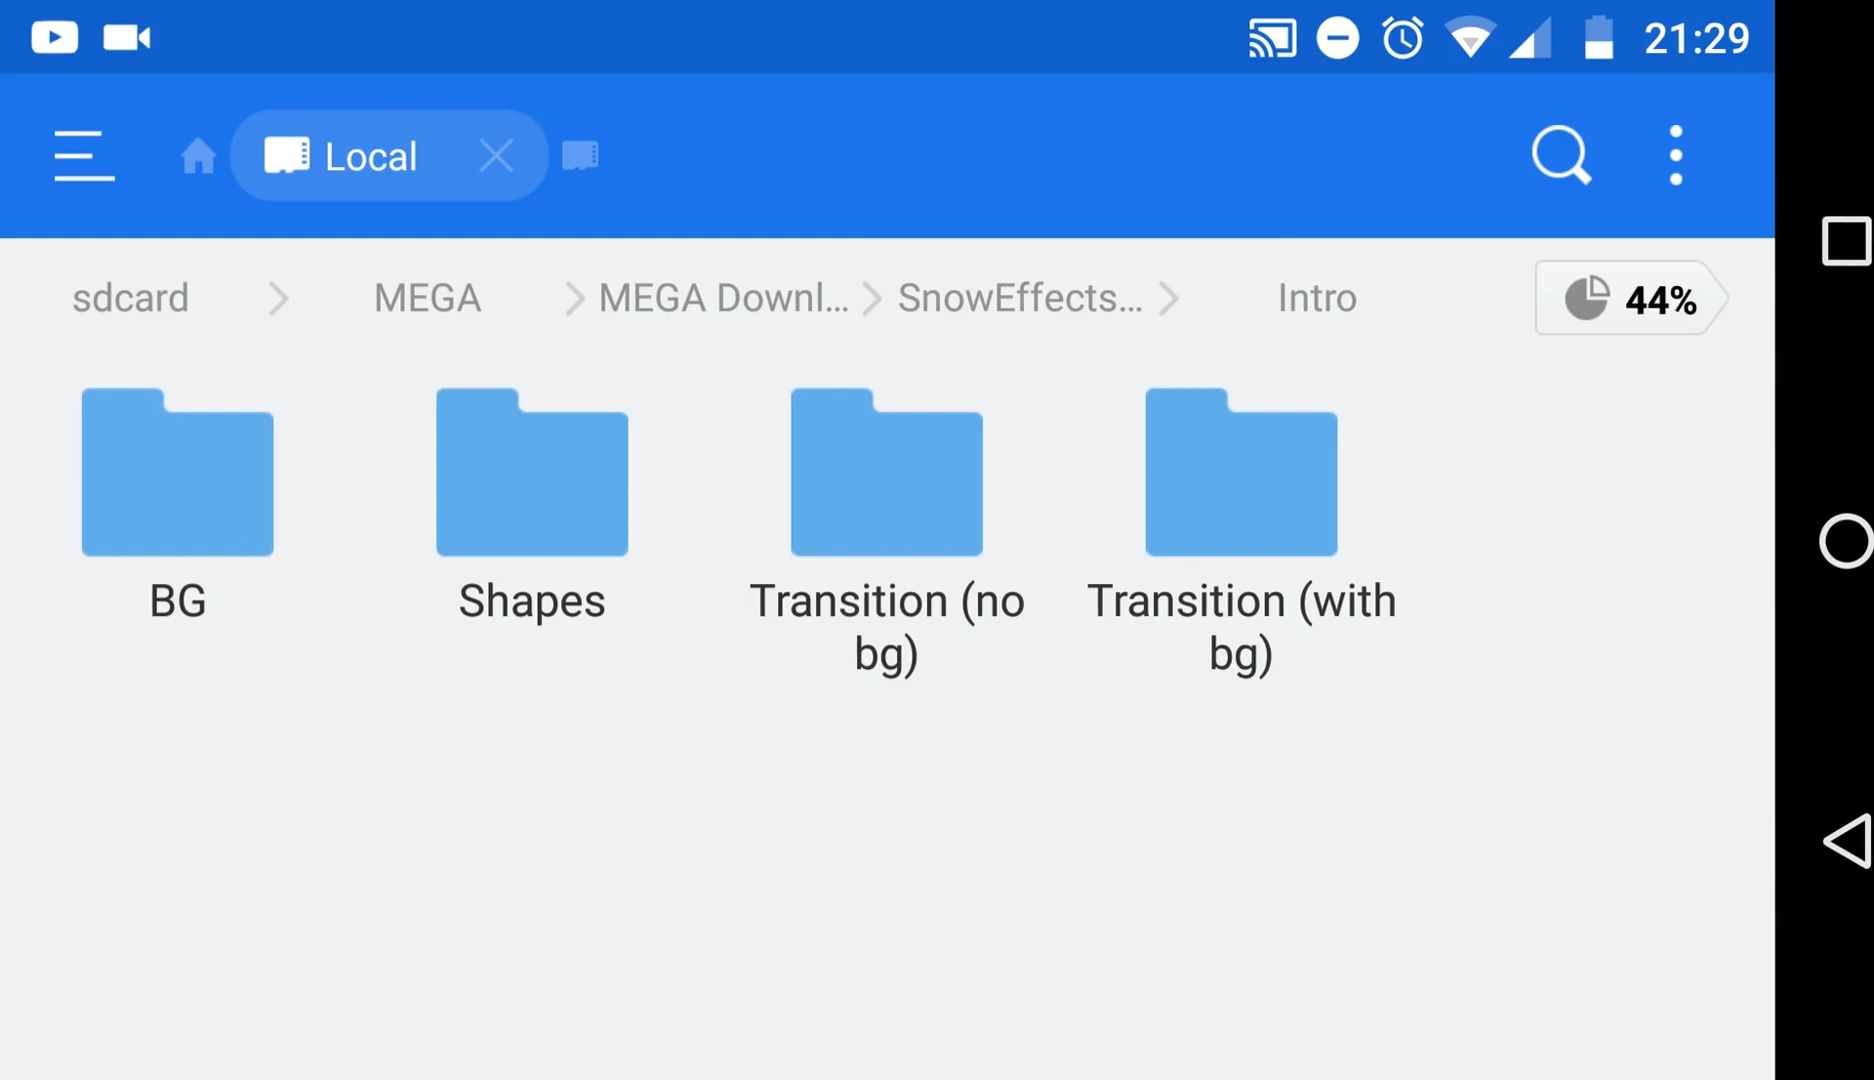 21:29
Local
sdcard
MEGA
MEGA Downl...
SnowEffects...
Intro
44%
BG
Shapes
Transition (no
bg)
Transition (with
bg)